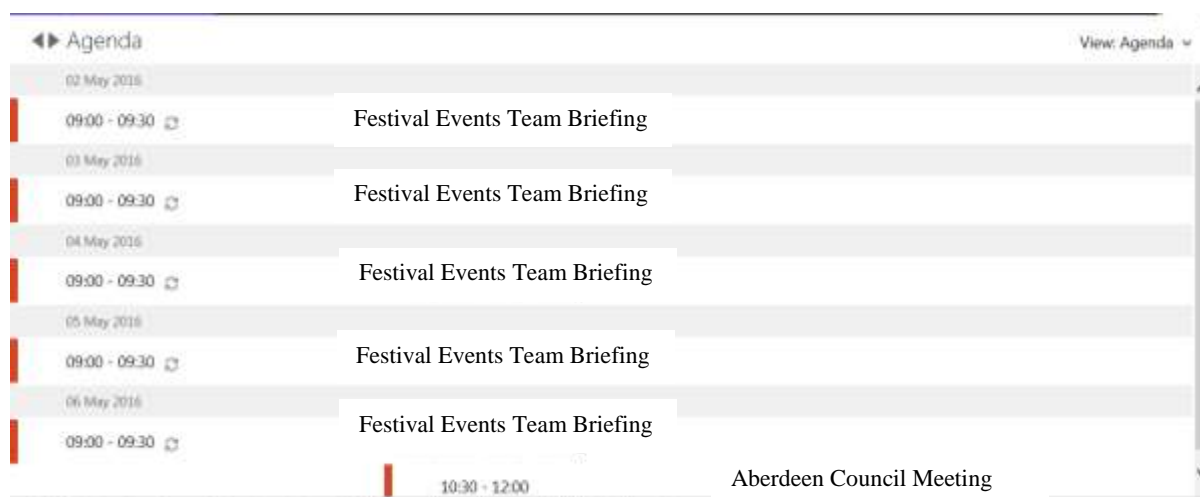 Agenda
View: Agenda
02 May 2016
09:00 - 09:30 Festival Events Team Briefing
03 May 2016
09:00 - 09:30 Festival Events Team Briefing
04 May 2016
09:00 - 09:30 Festival Events Team Briefing
05 May 2016
09:00 - 09:30 Festival Events Team Briefing
06 May 2016
09:00 - 09:30 Festival Events Team Briefing
10:30 - 12:00 Aberdeen Council Meeting